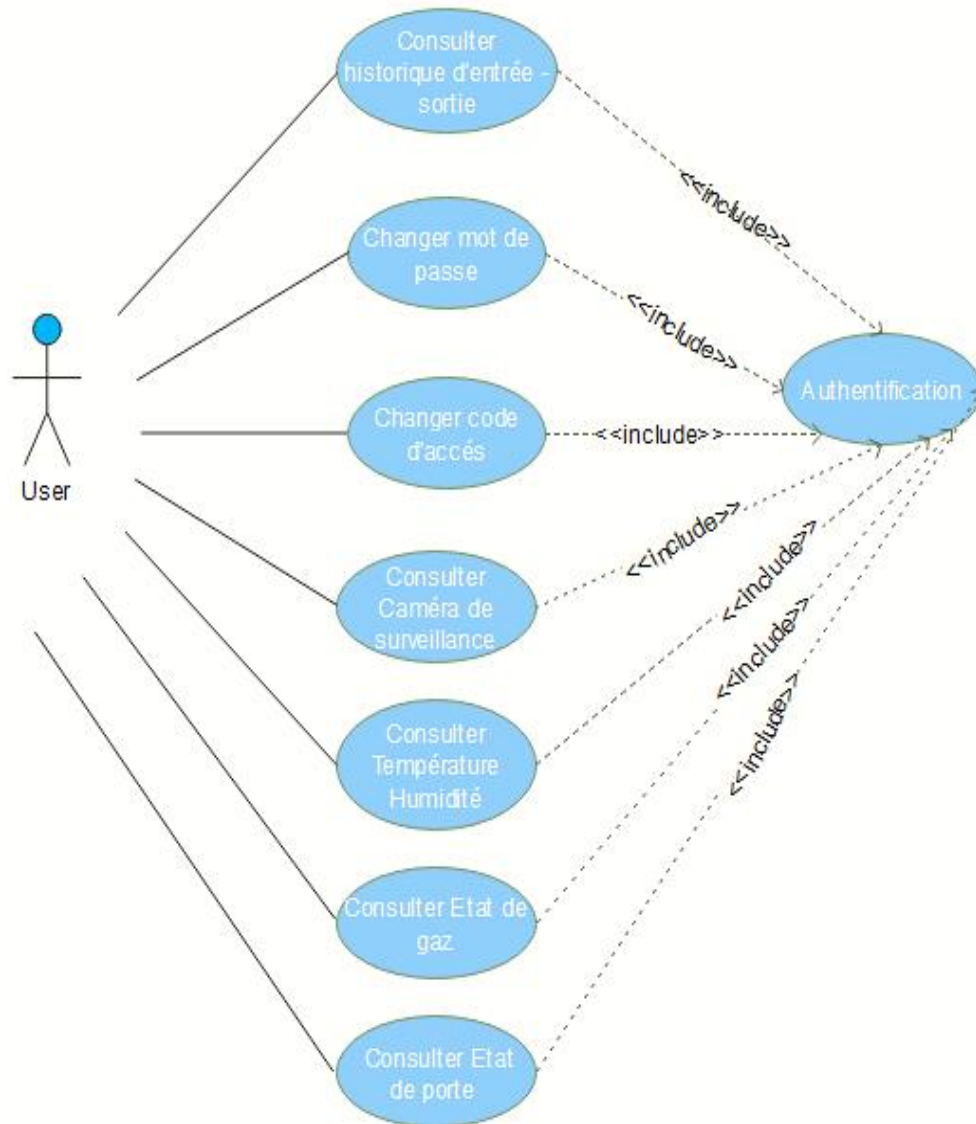 Consulter
historique d'entrée -
sortie
<<include>>
Changer mot de
passe
<<include>>
Authentification
Changer code
d'accés
<<include>>
User
<<include>>
Consulter
Caméra de
surveillance
<<include>>
Consulter
Température
Humidité
<<include>>
<<include>>
Consulter Etat de
gaz
Consulter Etat
de porte